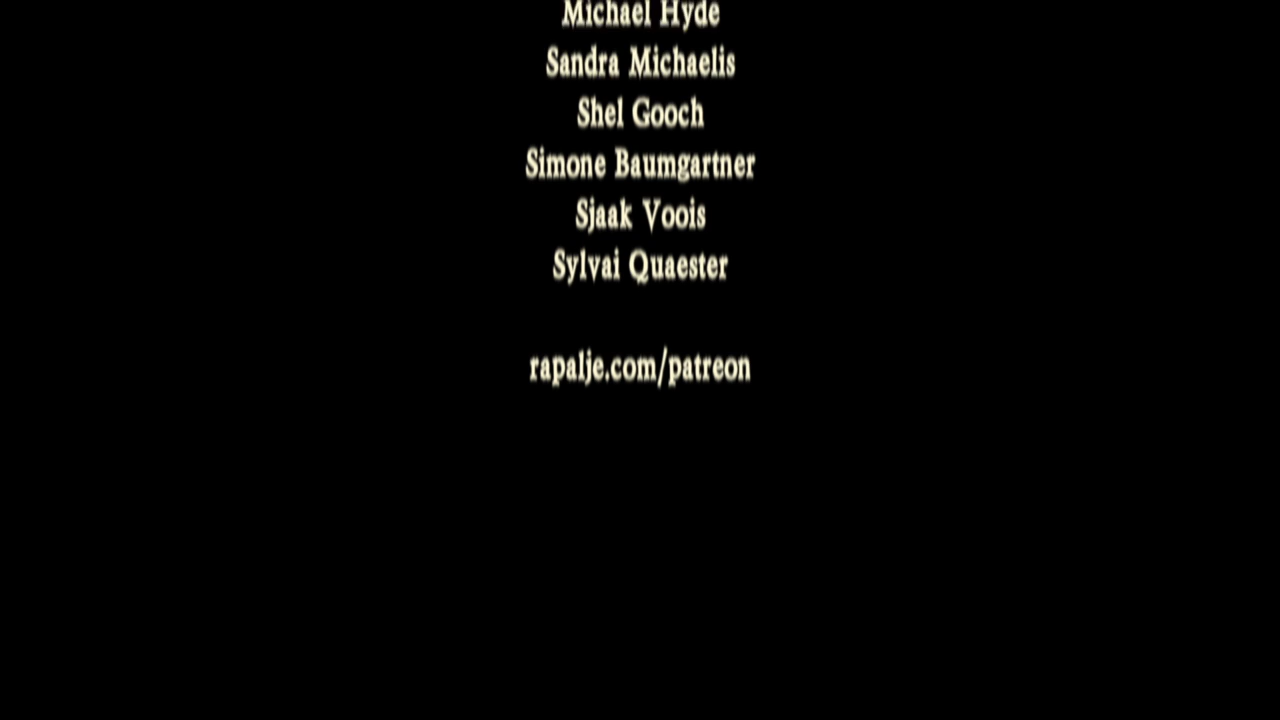 Michael Hyde
Sandra Michaelis
Shel Gooch
Simone Baumgartner
Sjaak Voois
Sylvai Quaester
rapalje.com/patreon